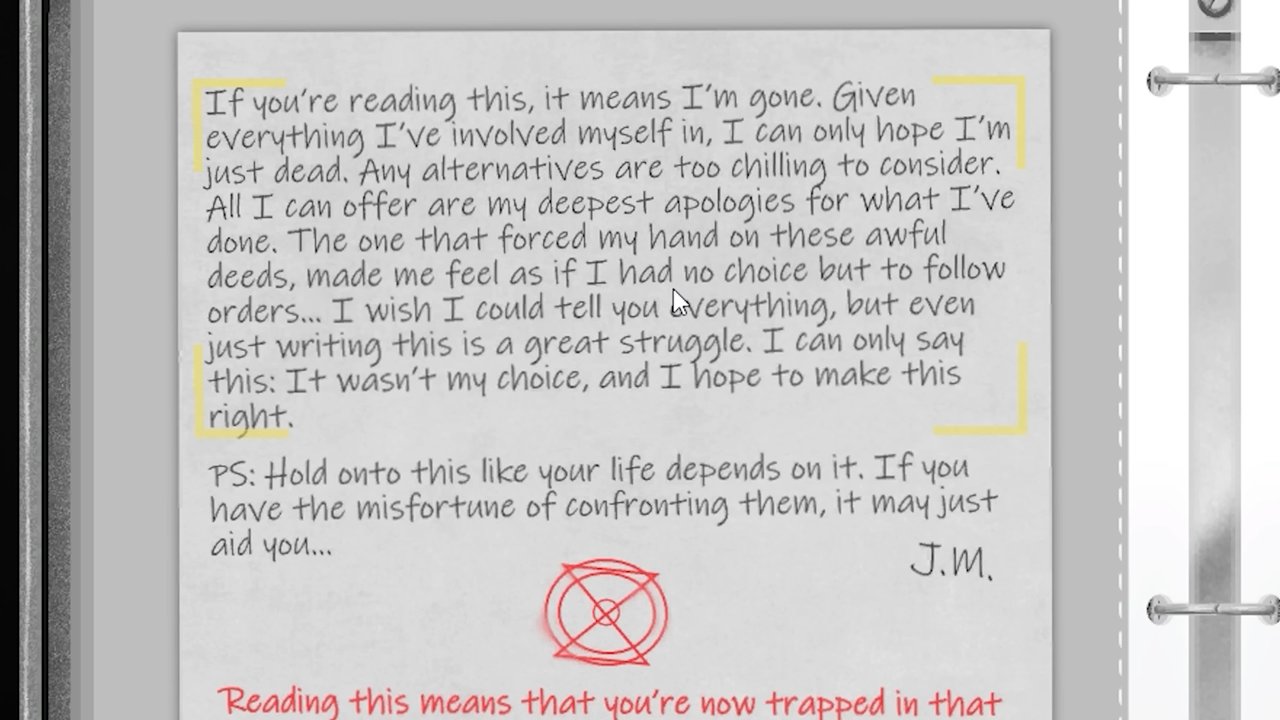 If you're reading this, it means I'm gone. Given
everything I've involved myself in, I can only hope I'm
just dead. Any alternatives are too chilling to consider.
All I can offer are my deepest apologies for what I've
done. The one that forced my hand on these awful
deeds, made me feel as if I had no choice but to follow
orders... I wish I could tell you everything, but even
just writing this is a great struggle. I can only say
this: It wasn't my choice, and I hope to make this
right.
PS: Hold onto this like your life depends on it. If you
have the misfortune of confronting them, it may just
aid you...
J.M.
Reading this means that you're now trapped in that